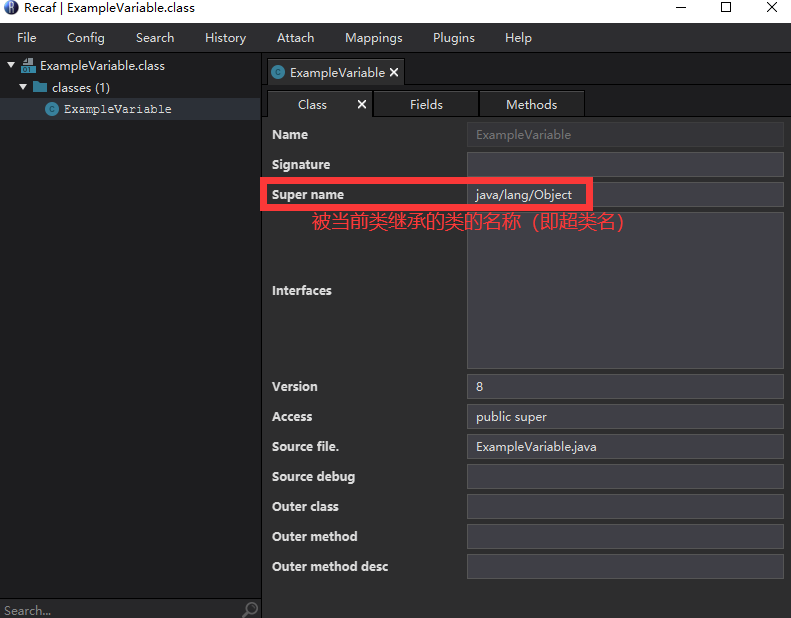 Recaf | ExampleVariable.class
File Config Search History Attach Mappings Plugins Help
ExampleVariable.class
classes (1)
ExampleVariable
ExampleVariable
Class Fields Methods
Name ExampleVariable
Signature
Super name java/lang/Object
被当前类继承的类的名称（即超类名）
Interfaces
Version 8
Access public super
Source file. ExampleVariable.java
Source debug
Outer class
Outer method
Outer method desc
Search...